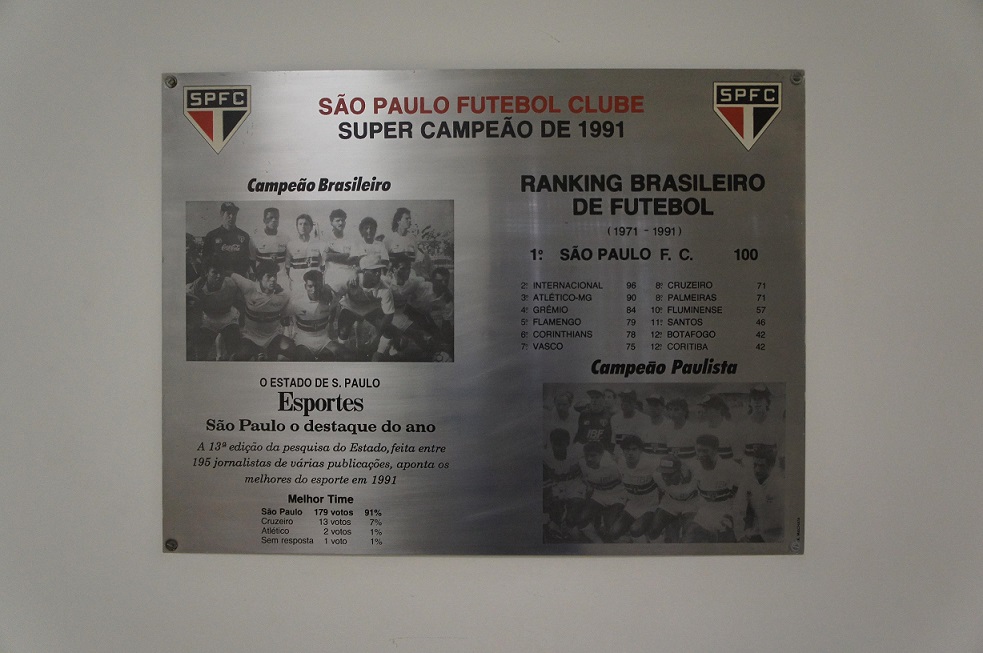 SPFC
SÃO PAULO FUTEBOL CLUBE
SUPER CAMPEÃO DE 1991
SPFC
Campeão Brasileiro
O ESTADO DE S. PAULO
Esportes
São Paulo o destaque do ano
A 13ª edição da pesquisa do Estado, feita entre
195 jornalistas de várias publicações, aponta os
melhores do esporte em 1991
Melhor Time
São Paulo 179 votos 91%
Cruzeiro 13 votos 7%
Atlético 2 votos 1%
Sem resposta 1 voto 1%
RANKING BRASILEIRO
DE FUTEBOL
(1971 - 1991)
1º SÃO PAULO F. C. 100
2º INTERNACIONAL 96 8º CRUZEIRO 71
3º ATLÉTICO-MG 90 8º PALMEIRAS 71
4º GRÊMIO 84 10º FLUMINENSE 57
5º FLAMENGO 79 11º SANTOS 46
6º CORINTHIANS 78 12º BOTAFOGO 42
7º VASCO 75 12º CORITIBA 42
Campeão Paulista